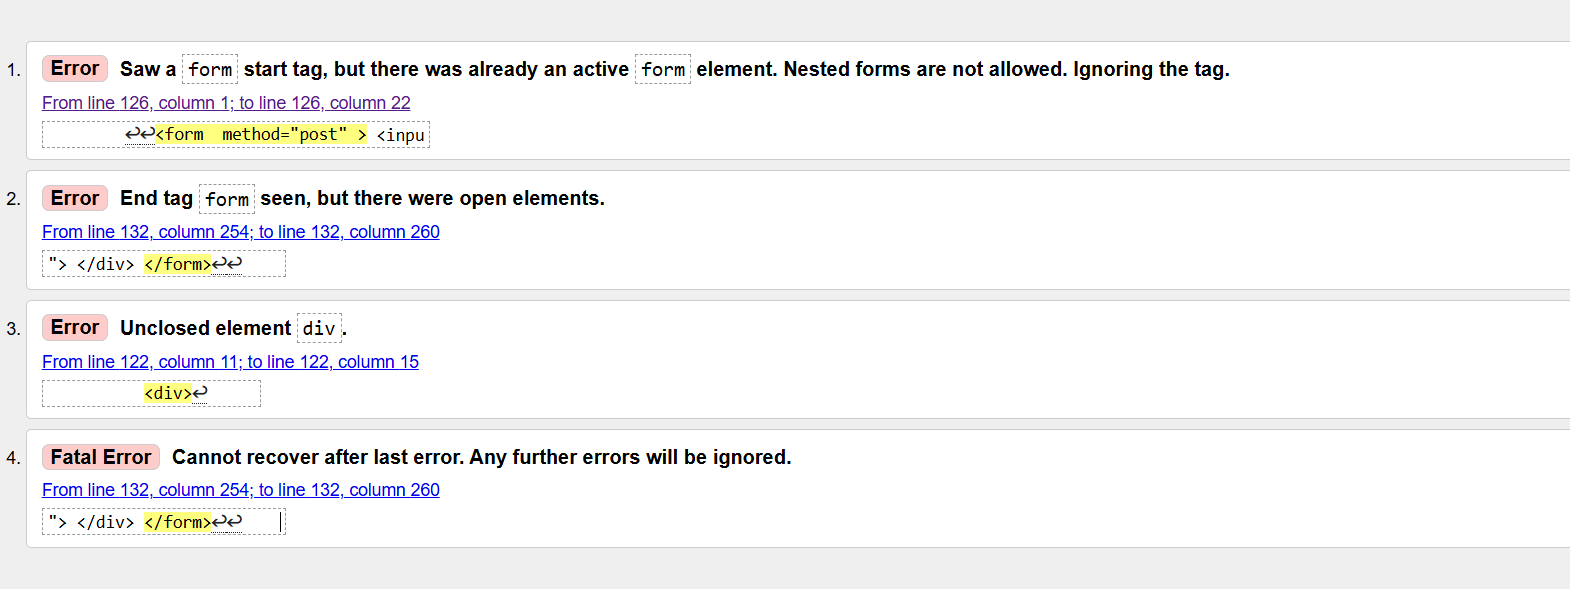 1. Error Saw a form start tag, but there was already an active form element. Nested forms are not allowed. Ignoring the tag.
From line 126, column 1; to line 126, column 22
↩↩<form  method="post" > <inpu
2. Error End tag form seen, but there were open elements.
From line 132, column 254; to line 132, column 260
"> </div> </form>↩↩
3. Error Unclosed element div.
From line 122, column 11; to line 122, column 15
<div>↩
4. Fatal Error Cannot recover after last error. Any further errors will be ignored.
From line 132, column 254; to line 132, column 260
"> </div> </form>↩↩